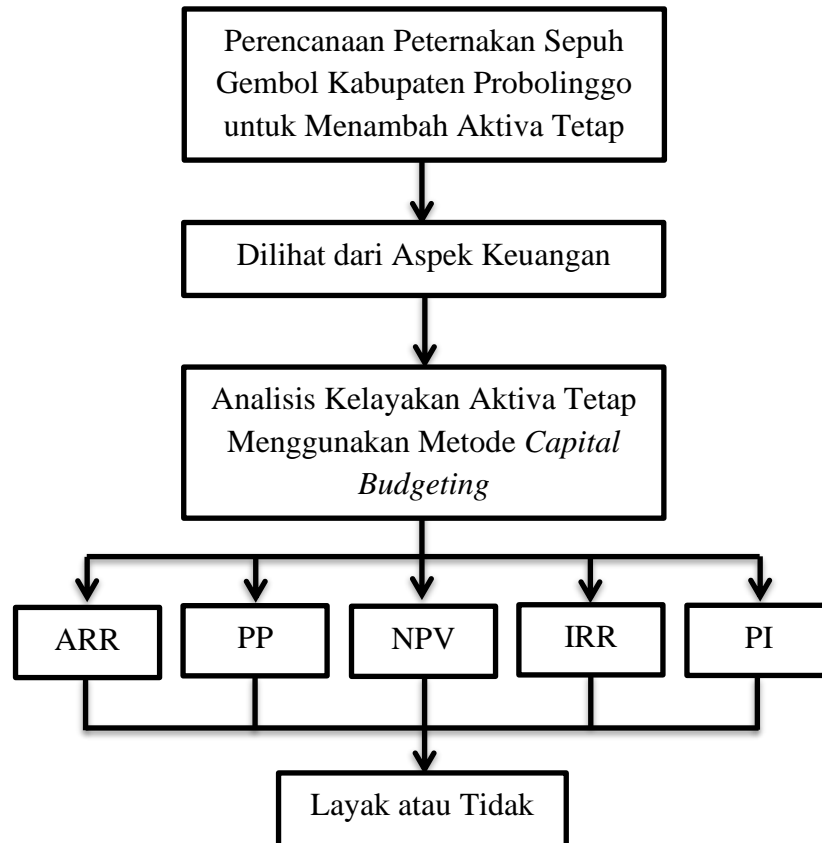 Perencanaan Peternakan Sepuh
Gembol Kabupaten Probolinggo
untuk Menambah Aktiva Tetap
Dilihat dari Aspek Keuangan
Analisis Kelayakan Aktiva Tetap
Menggunakan Metode Capital
Budgeting
ARR
PP
NPV
IRR
PI
Layak atau Tidak